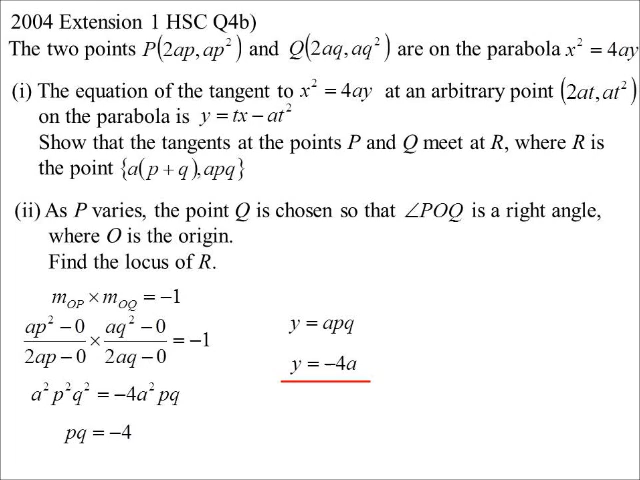 2004 Extension 1 HSC Q4b)
The two points P(2ap, ap²) and Q(2aq, aq²) are on the parabola x² = 4ay
(i) The equation of the tangent to x² = 4ay at an arbitrary point (2at, at²)
on the parabola is y = tx − at²
Show that the tangents at the points P and Q meet at R, where R is
the point {a(p + q), apq}
(ii) As P varies, the point Q is chosen so that ∠POQ is a right angle,
where O is the origin.
Find the locus of R.
m_OP × m_OQ = −1
(ap² − 0)/(2ap − 0) × (aq² − 0)/(2aq − 0) = −1
a²p²q² = −4a²pq
pq = −4
y = apq
y = −4a